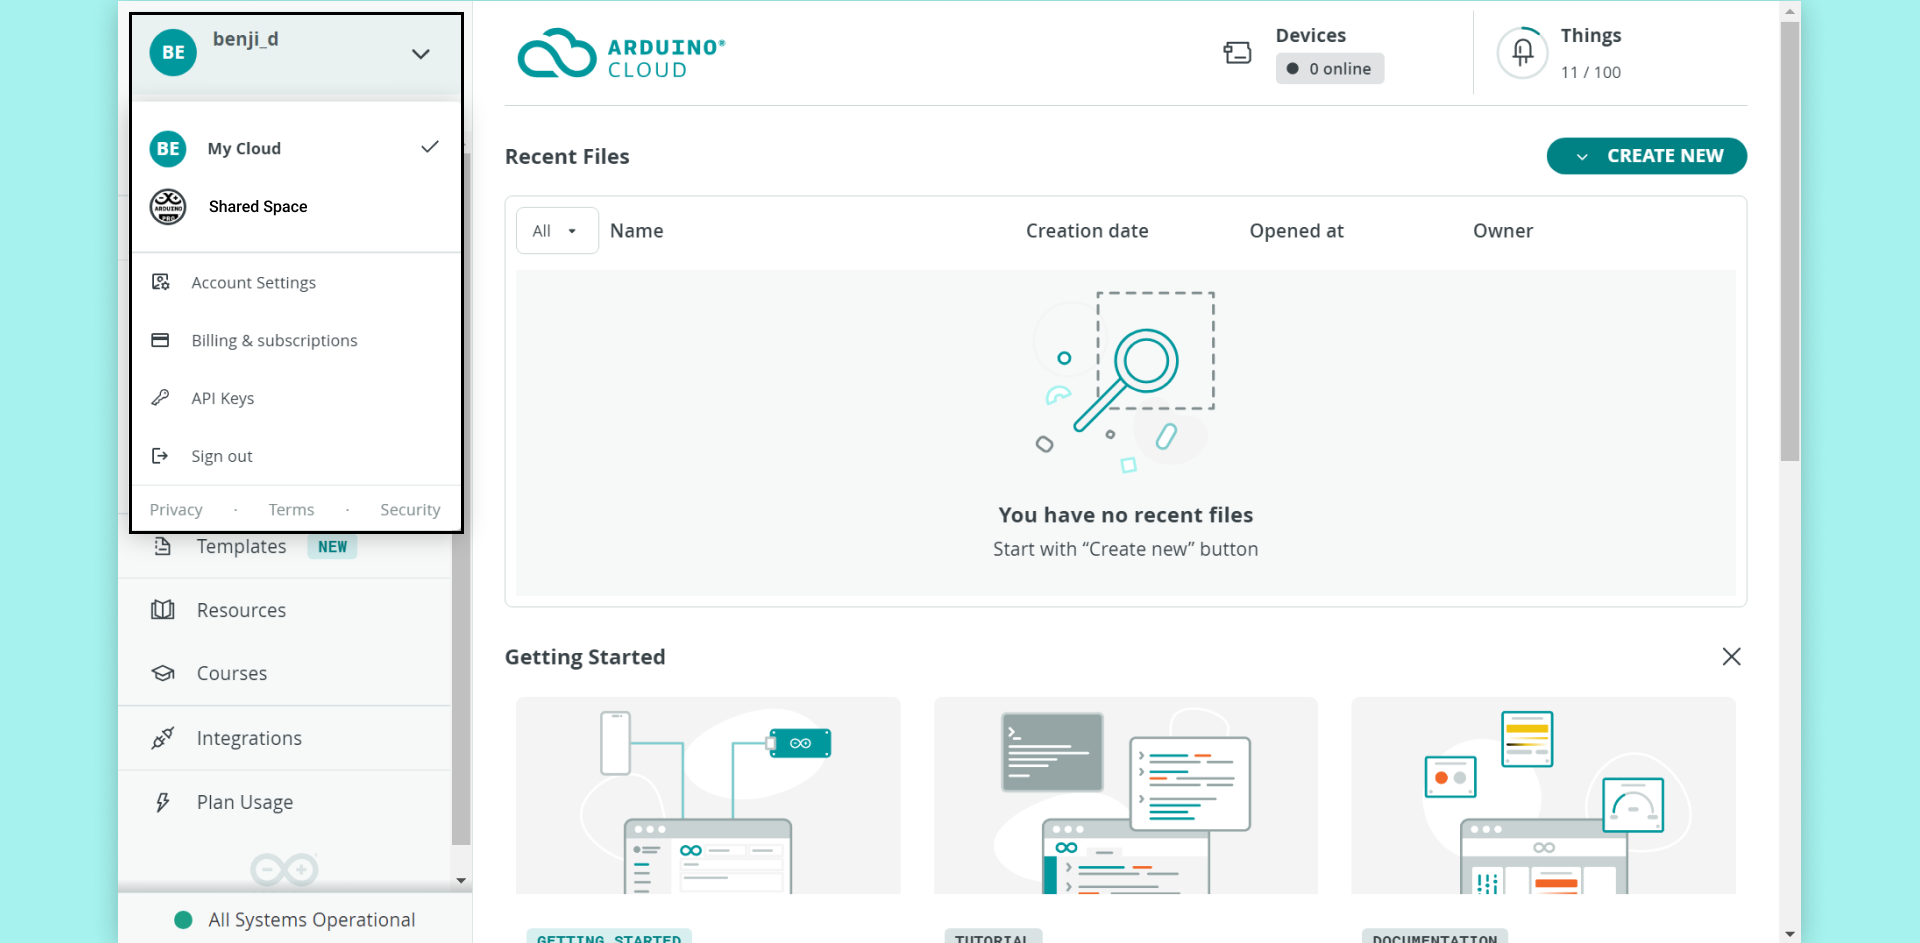 BE
benji_d
BE
My Cloud
ARDUINO
PRO
Shared Space
Account Settings
Billing & subscriptions
API Keys
Sign out
Privacy · Terms · Security
Templates NEW
Resources
Courses
Integrations
Plan Usage
All Systems Operational
ARDUINO®
CLOUD
Devices
0 online
Things
11 / 100
Recent Files
CREATE NEW
All Name Creation date Opened at Owner
You have no recent files
Start with “Create new” button
Getting Started
GETTING STARTED TUTORIAL DOCUMENTATION